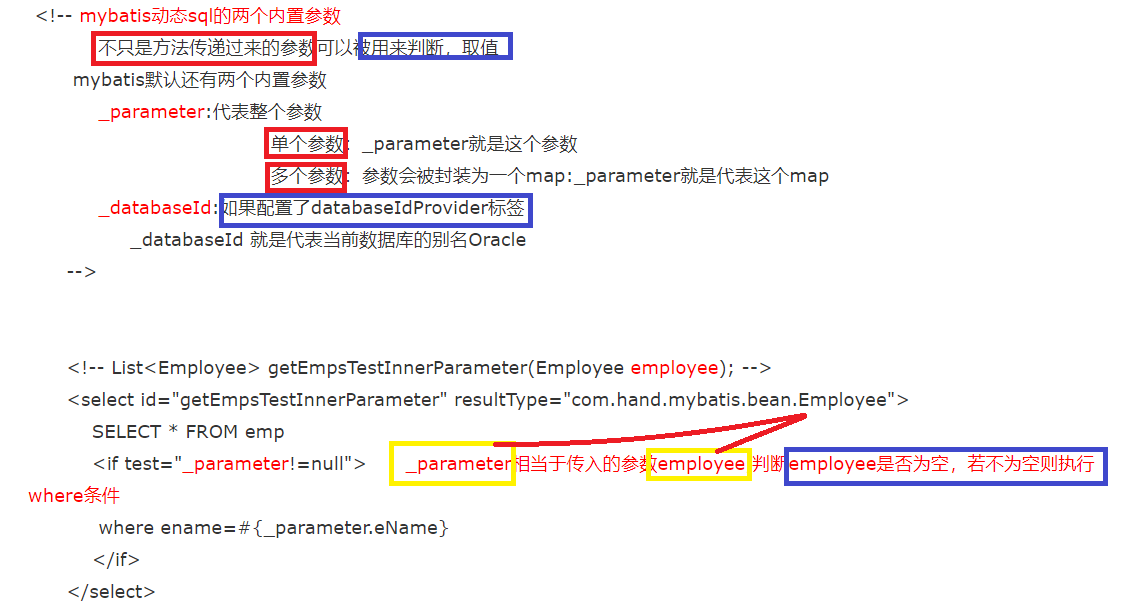 <!-- mybatis动态sql的两个内置参数
不只是方法传递过来的参数可以被用来判断，取值
mybatis默认还有两个内置参数
_parameter:代表整个参数
单个参数：_parameter就是这个参数
多个参数：参数会被封装为一个map:_parameter就是代表这个map
_databaseId:如果配置了databaseIdProvider标签
_databaseId 就是代表当前数据库的别名Oracle
-->
<!-- List<Employee> getEmpsTestInnerParameter(Employee employee); -->
<select id="getEmpsTestInnerParameter" resultType="com.hand.mybatis.bean.Employee">
SELECT * FROM emp
<if test="_parameter!=null"> _parameter相当于传入的参数employee 判断employee是否为空，若不为空则执行
where条件
where ename=#{_parameter.eName}
</if>
</select>